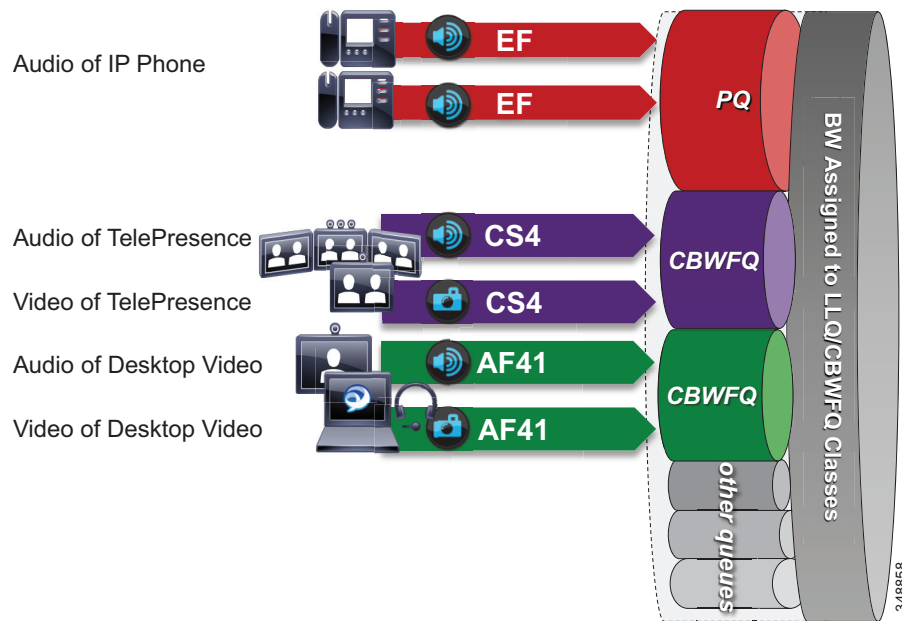 Audio of IP Phone
EF
EF
PQ
Audio of TelePresence
CS4
Video of TelePresence
CS4
CBWFQ
Audio of Desktop Video
AF41
Video of Desktop Video
AF41
CBWFQ
other queues
BW Assigned to LLQ/CBWFQ Classes
348858